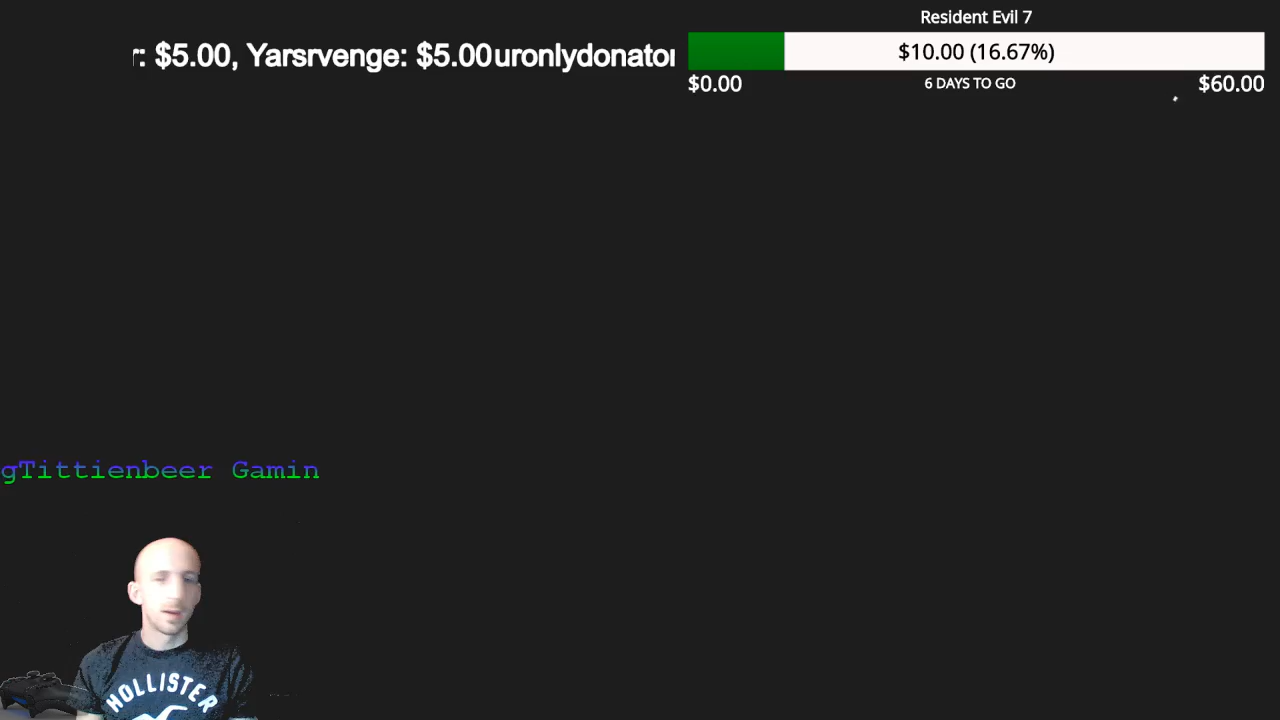 Resident Evil 7
r: $5.00, Yarsrvenge: $5.00uronlydonator
$10.00 (16.67%)
$0.00
6 DAYS TO GO
$60.00
gTittienbeer Gamin
HOLLISTER